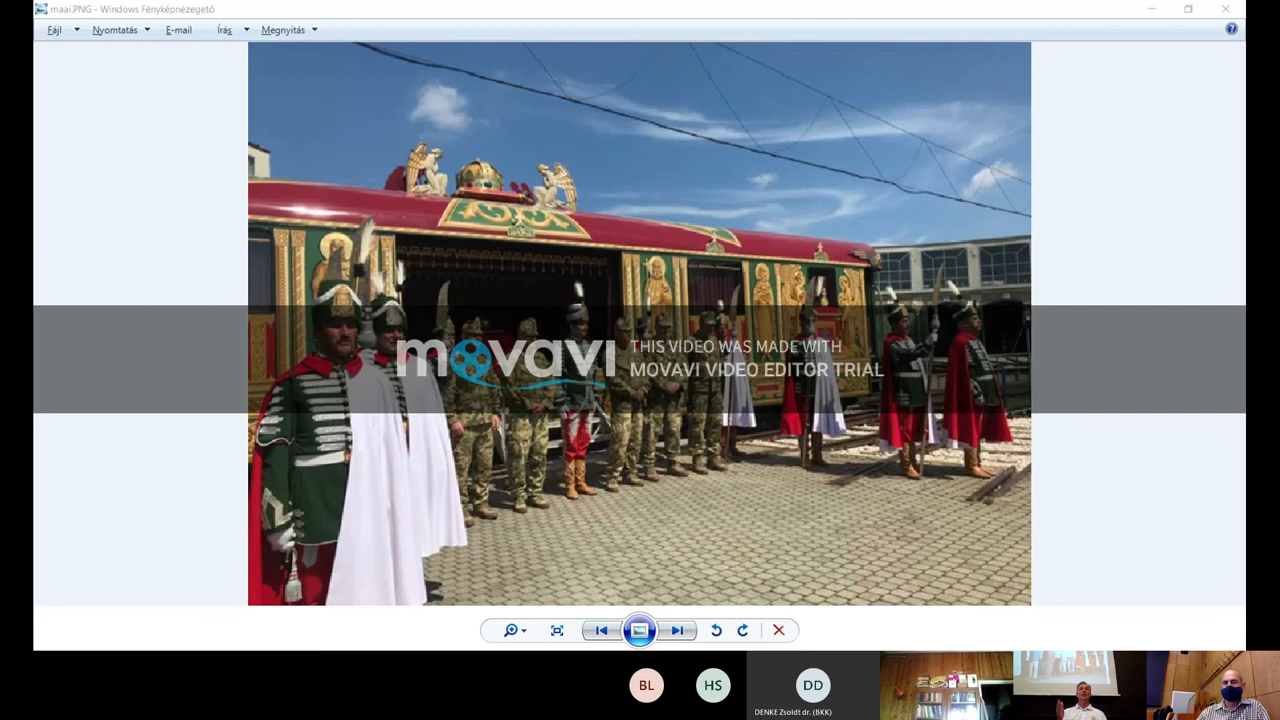 maai.PNG - Windows Fényképnézegető
Fájl Nyomtatás E-mail Írás Megnyitás
movavi
THIS VIDEO WAS MADE WITH
MOVAVI VIDEO EDITOR TRIAL
BL HS DD
DENKE Zsoldt dr. (BKK)